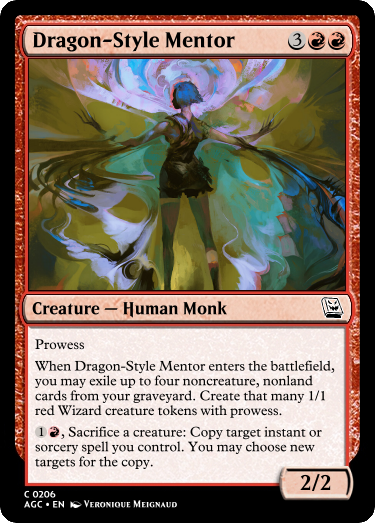 Dragon-Style Mentor 3
Creature — Human Monk
Prowess
When Dragon-Style Mentor enters the battlefield,
you may exile up to four noncreature, nonland
cards from your graveyard. Create that many 1/1
red Wizard creature tokens with prowess.
1, Sacrifice a creature: Copy target instant or
sorcery spell you control. You may choose new
targets for the copy.
2/2
C 0206
AGC • EN Veronique Meignaud